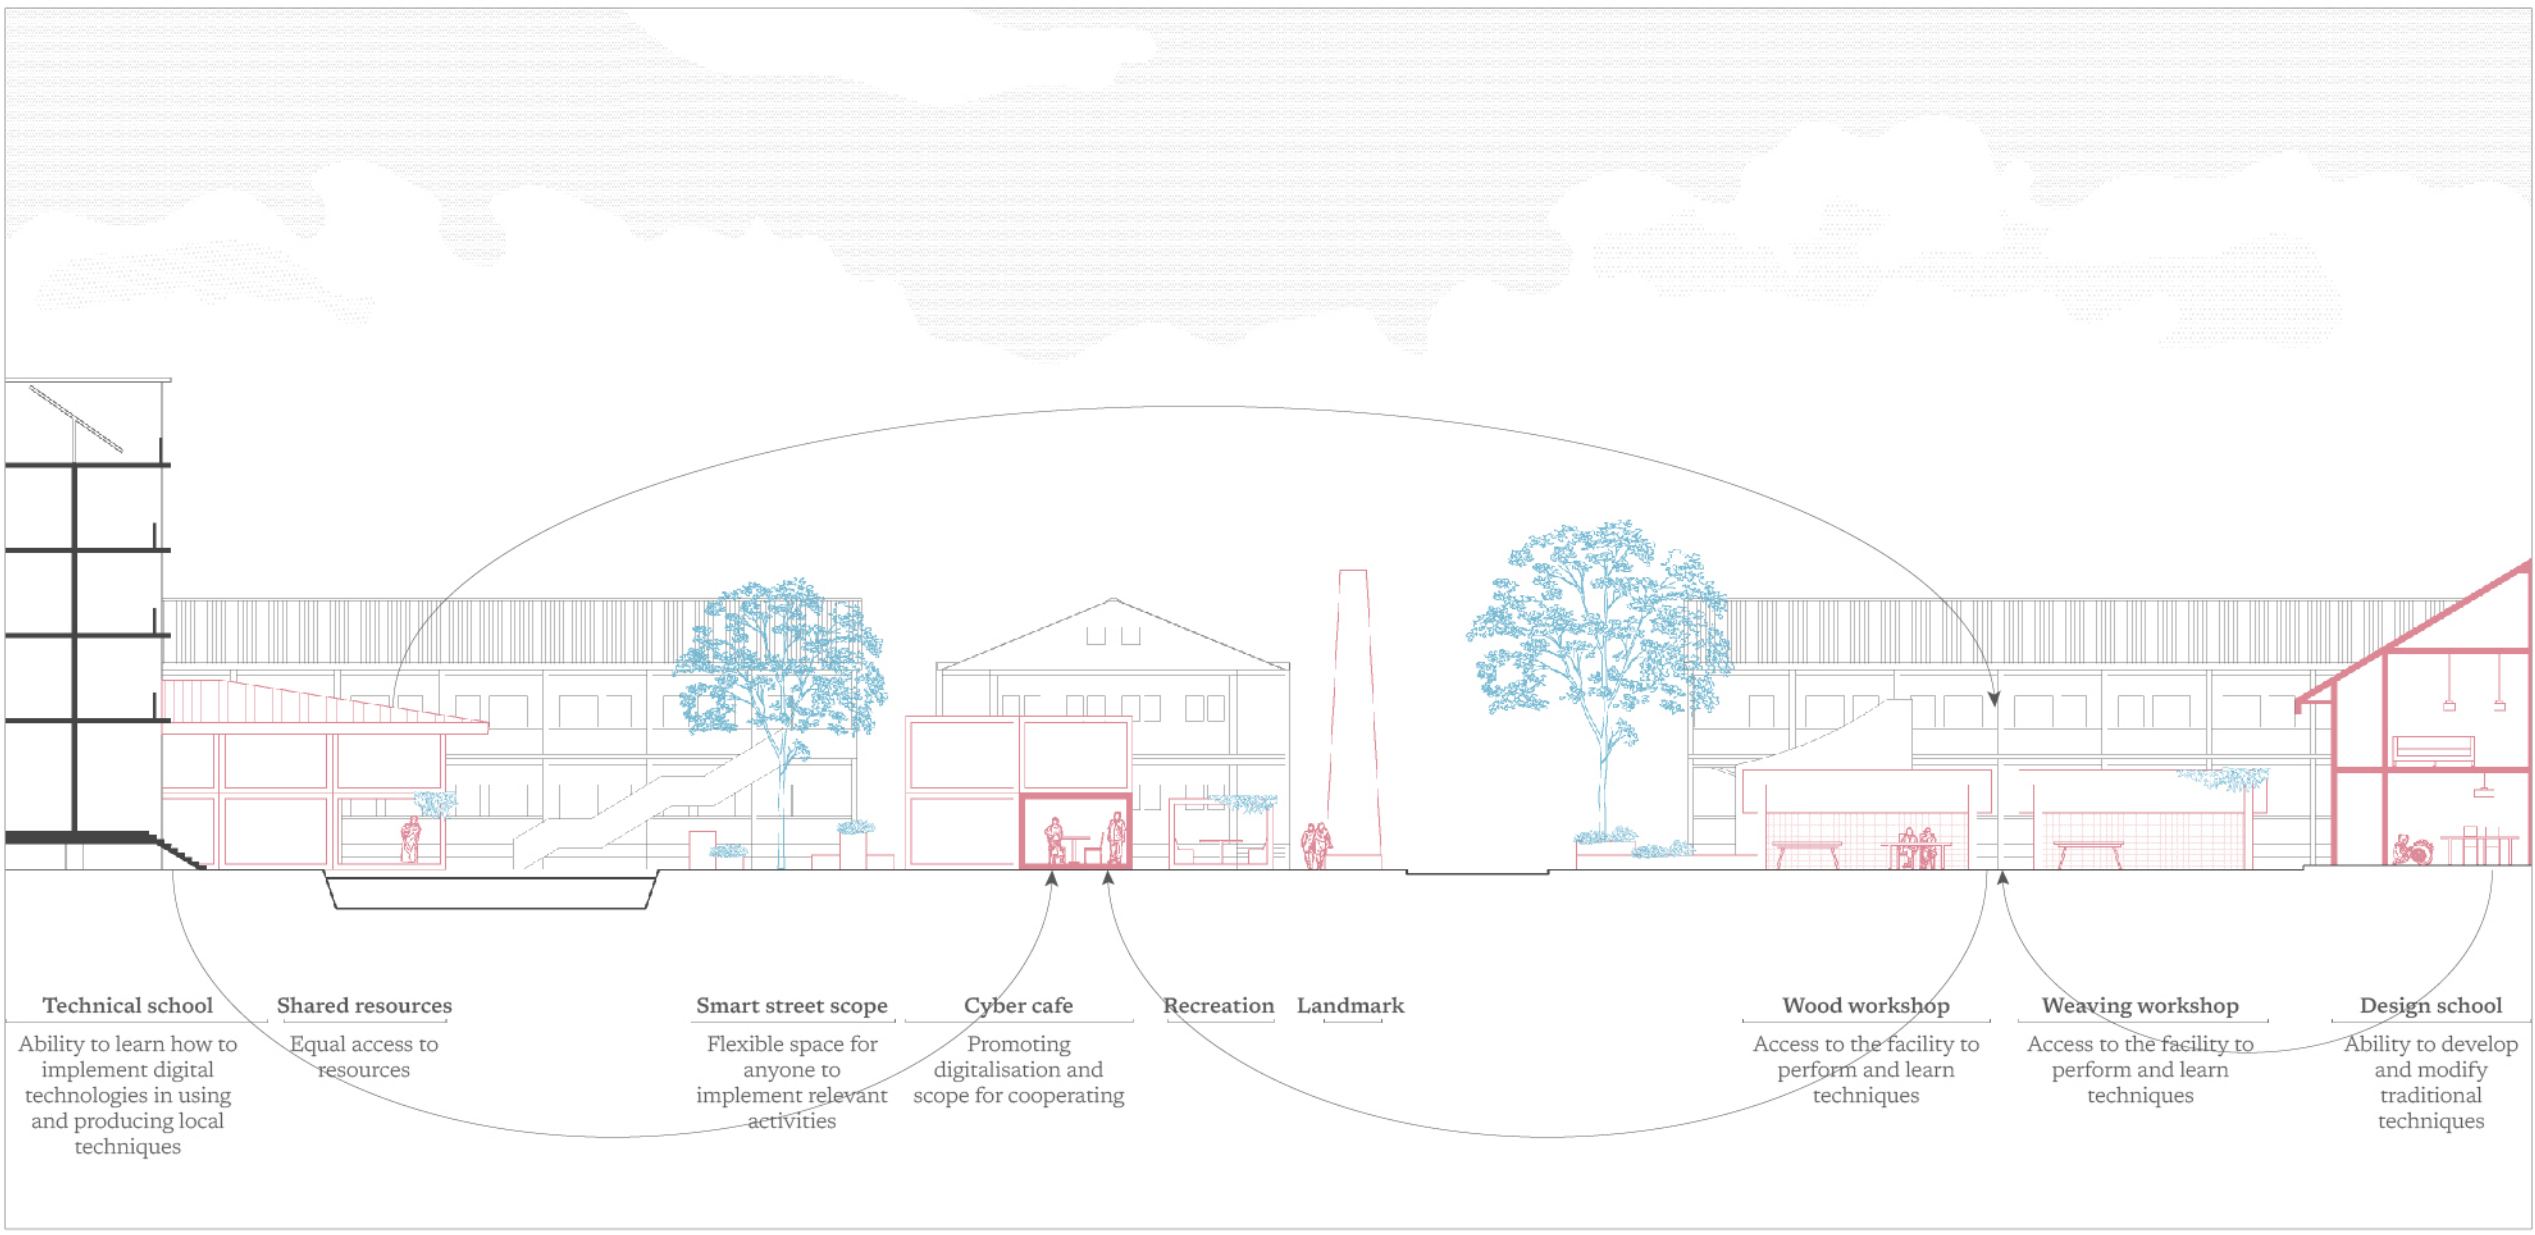 Technical school
Ability to learn how to
implement digital
technologies in using
and producing local
techniques
Shared resources
Equal access to
resources
Smart street scope
Flexible space for
anyone to
implement relevant
activities
Cyber cafe
Promoting
digitalisation and
scope for cooperating
Recreation
Landmark
Wood workshop
Access to the facility to
perform and learn
techniques
Weaving workshop
Access to the facility to
perform and learn
techniques
Design school
Ability to develop
and modify
traditional
techniques